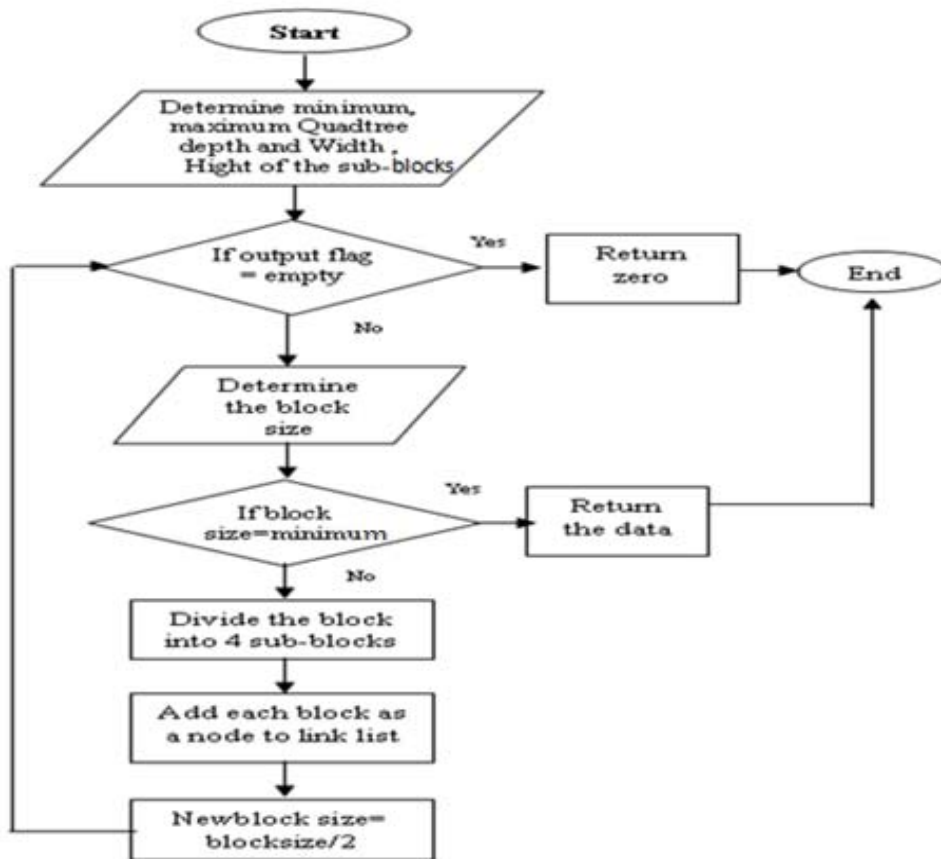 Start
Determine minimum,
maximum Quadtree
depth and Width ,
Hight of the sub-blocks
If output flag
= empty
Yes
Return
zero
End
No
Determine
the block
size
If block
size=minimum
Yes
Return
the data
No
Divide the block
into 4 sub-blocks
Add each block as
a node to link list
Newblock size=
blocksize/2